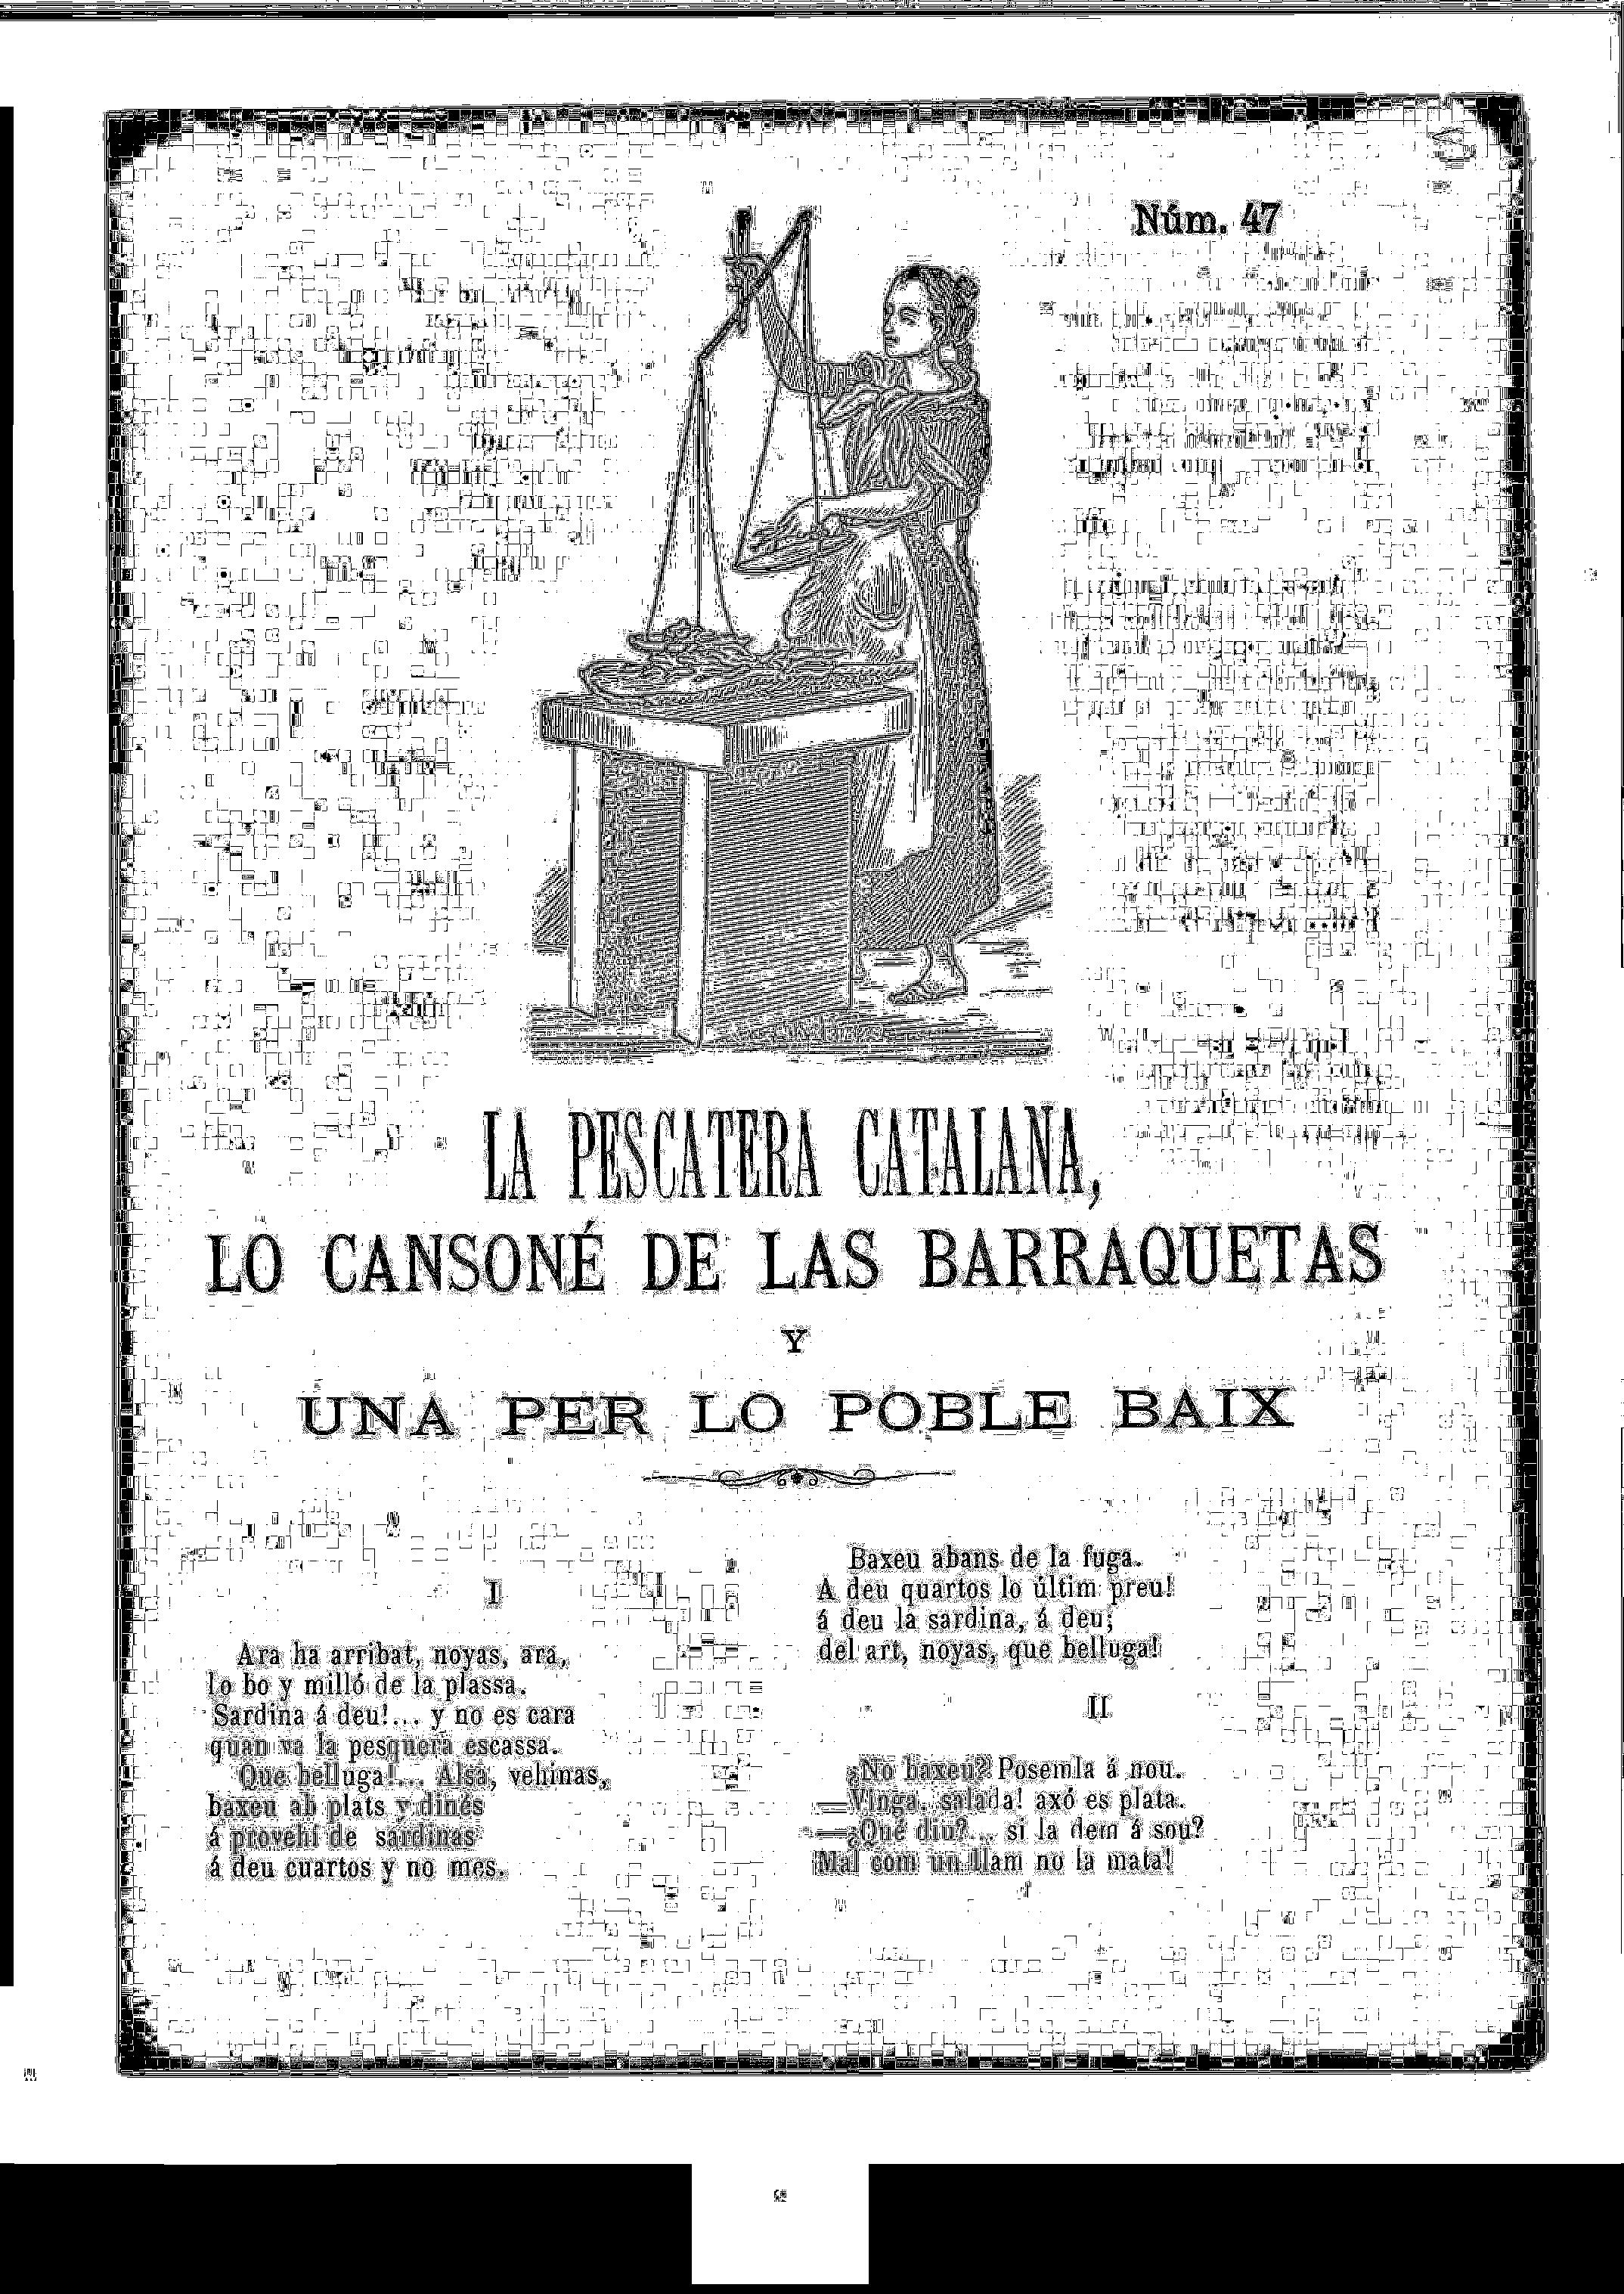 Núm. 47
LA PESCATERA CATALANA,
LO CANSONÉ DE LAS BARRAQUETAS
Y
UNA PER LO POBLE BAIX
I
Ara ha arribat, noyas, ara,
lo bo y milló de la plassa.
Sardina á deu!... y no es cara
quan va la pesquera escassa.
Que belluga!... Alsa, vehinas,
baxeu ab plats y dinés
á provehí de sardinas
á deu cuartos y no mes.
Baxeu abans de la fuga.
A deu quartos lo últim preu!
á deu la sardina, á deu;
del art, noyas, que belluga!
II
¿No baxeu? Posemla á nou.
—Vinga, salada! axó es plata.
—¿Qué diu?... si la dem á sou?
Mal com un llam no la mata!